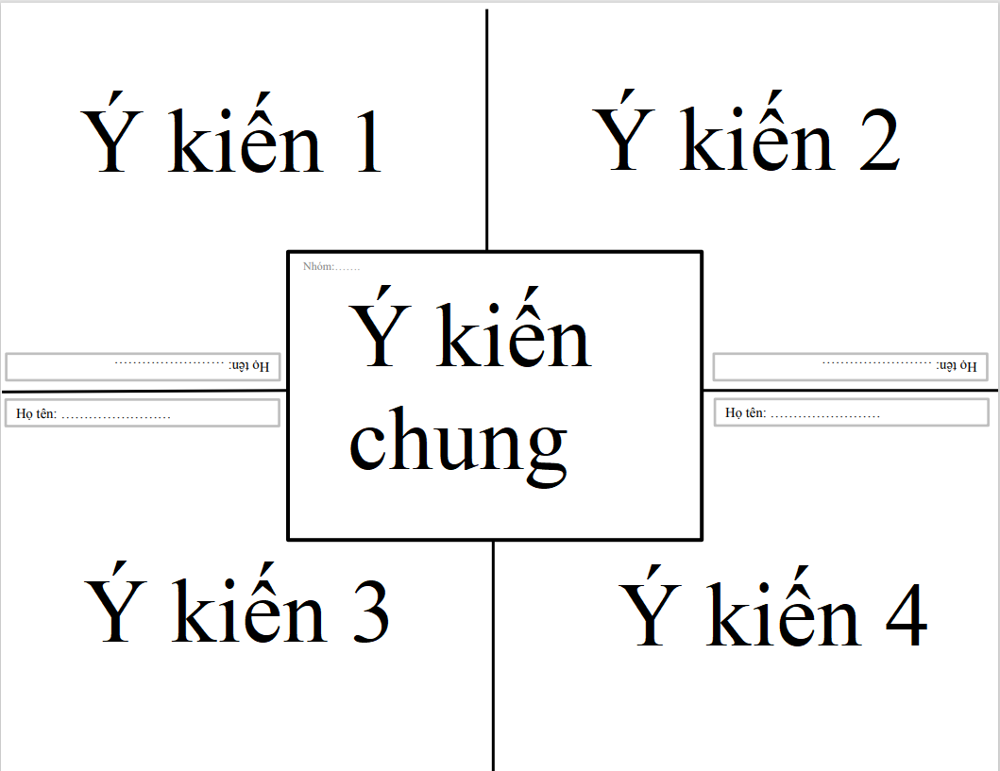 Ý kiến 1
Ý kiến 2
Nhóm:…….
Ý kiến
chung
Họ tên: ……………………
Họ tên: ……………………
Họ tên: ……………………
Họ tên: ……………………
Ý kiến 3
Ý kiến 4